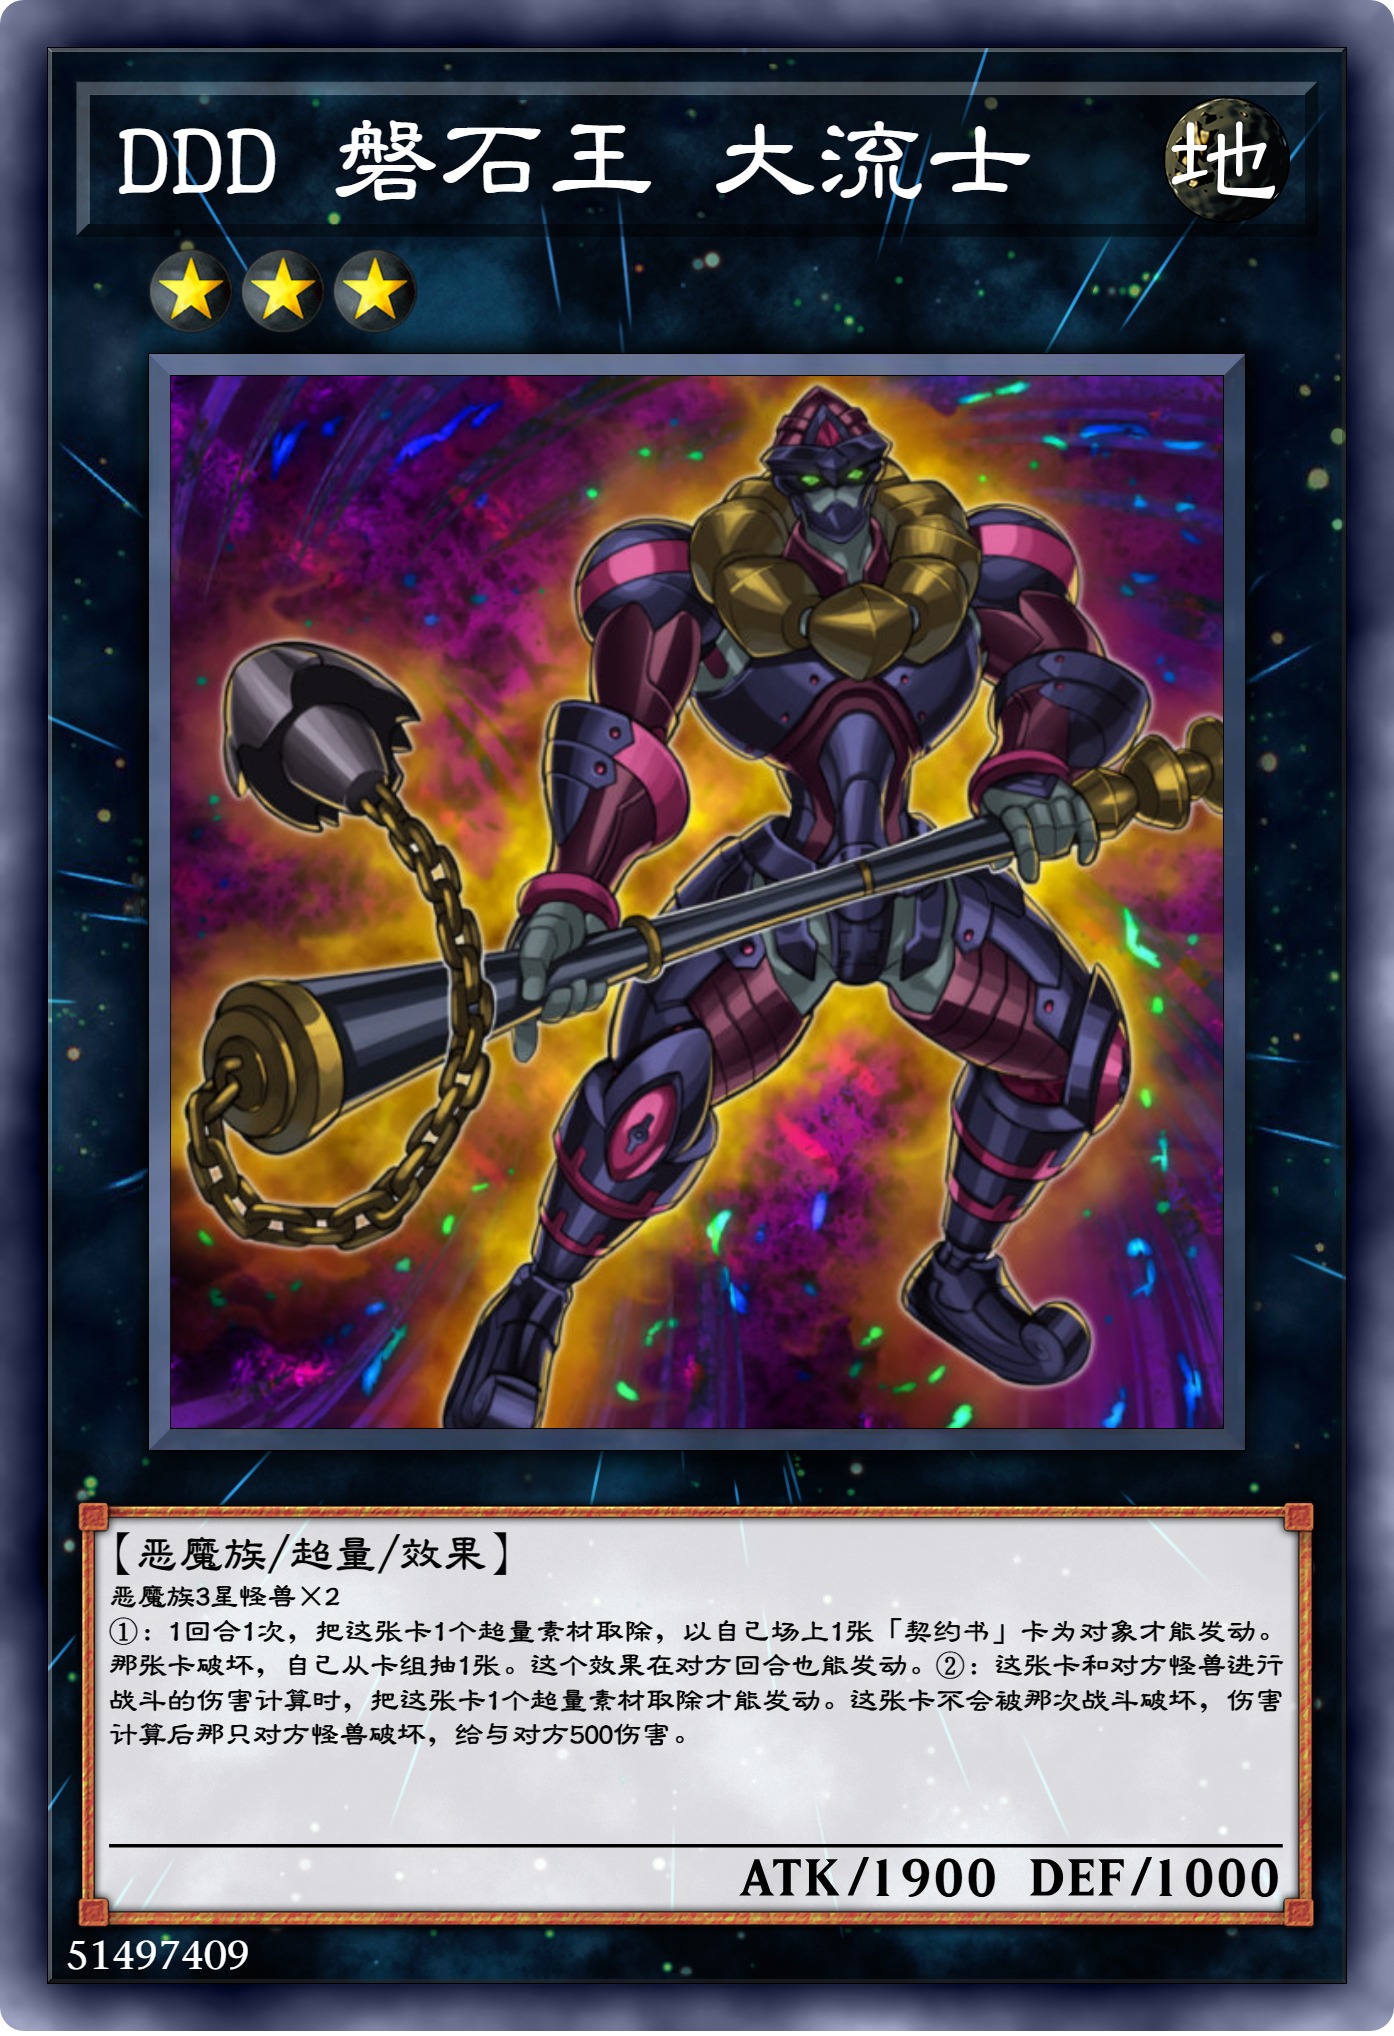 DDD 磐石王 大流士
地
【恶魔族/超量/效果】
恶魔族3星怪兽×2
①：1回合1次，把这张卡1个超量素材取除，以自己场上1张「契约书」卡为对象才能发动。
那张卡破坏，自己从卡组抽1张。这个效果在对方回合也能发动。②：这张卡和对方怪兽进行
战斗的伤害计算时，把这张卡1个超量素材取除才能发动。这张卡不会被那次战斗破坏，伤害
计算后那只对方怪兽破坏，给与对方500伤害。
ATK/1900 DEF/1000
51497409